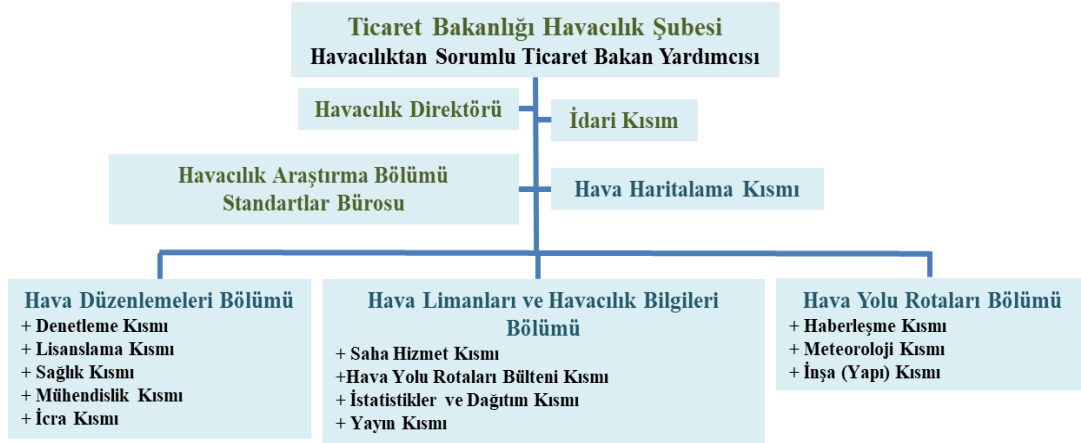 Ticaret Bakanlığı Havacılık Şubesi
Havacılıktan Sorumlu Ticaret Bakan Yardımcısı
Havacılık Direktörü
İdari Kısım
Havacılık Araştırma Bölümü
Standartlar Bürosu
Hava Haritalama Kısmı
Hava Düzenlemeleri Bölümü
+ Denetleme Kısmı
+ Lisanslama Kısmı
+ Sağlık Kısmı
+ Mühendislik Kısmı
+ İcra Kısmı
Hava Limanları ve Havacılık Bilgileri
Bölümü
+ Saha Hizmet Kısmı
+Hava Yolu Rotaları Bülteni Kısmı
+ İstatistikler ve Dağıtım Kısmı
+ Yayın Kısmı
Hava Yolu Rotaları Bölümü
+ Haberleşme Kısmı
+ Meteoroloji Kısmı
+ İnşa (Yapı) Kısmı